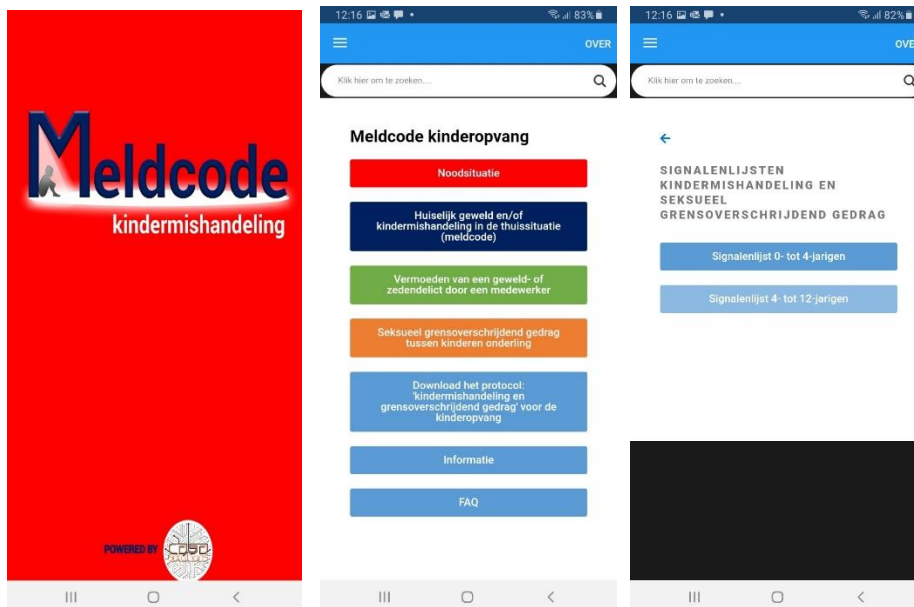 Meldcode
kindermishandeling
POWERED BY
12:16
83%
OVER
Klik hier om te zoeken....
Meldcode kinderopvang
Noodsituatie
Huiselijk geweld en/of
kindermishandeling in de thuissituatie
(meldcode)
Vermoeden van een geweld- of
zedendelict door een medewerker
Seksueel grensoverschrijdend gedrag
tussen kinderen onderling
Download het protocol:
'kindermishandeling en
grensoverschrijdend gedrag' voor de
kinderopvang
Informatie
FAQ
12:16
82%
OVE
Klik hier om te zoeken....
SIGNALENLIJSTEN
KINDERMISHANDELING EN
SEKSUEEL
GRENSOVERSCHRIJDEND GEDRAG
Signalenlijst 0- tot 4-jarigen
Signalenlijst 4- tot 12-jarigen